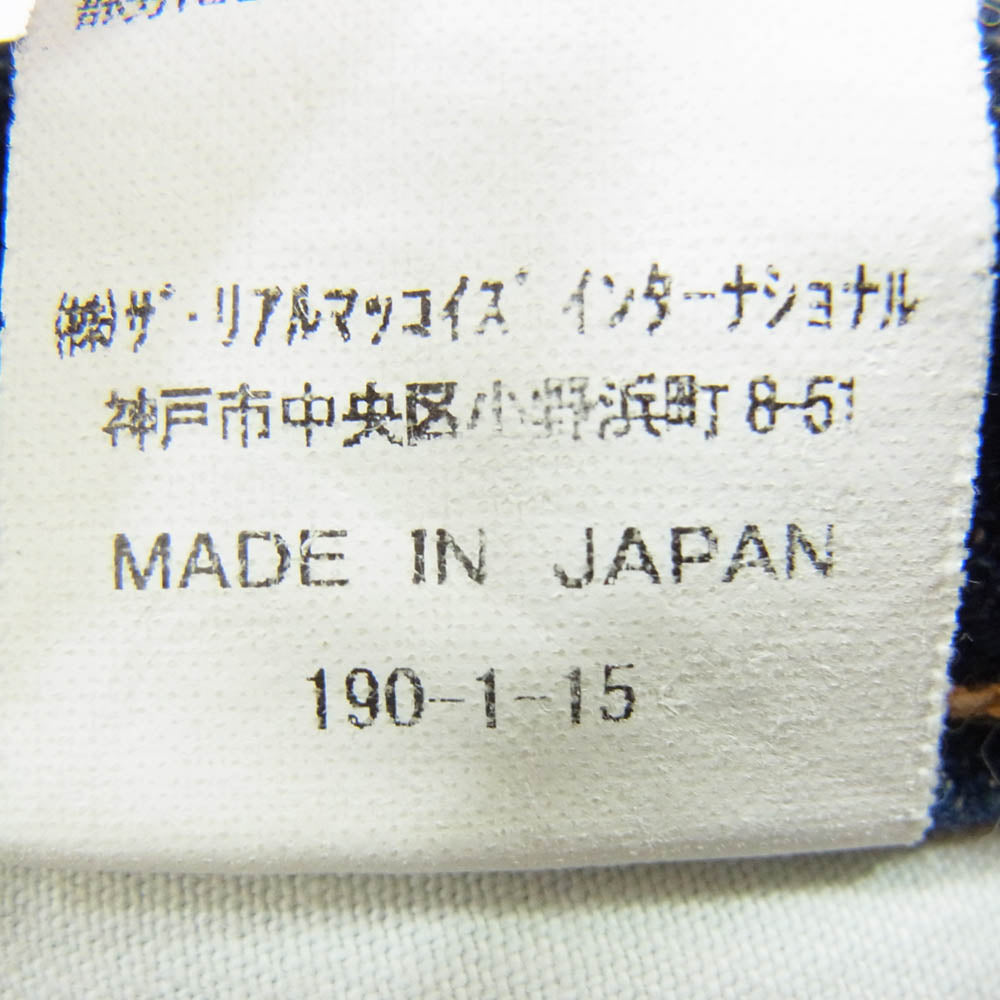 ㈱ザ・リアルマッコイズ インターナショナル
神戸市中央区小野浜町8-51
MADE IN JAPAN
190-1-15